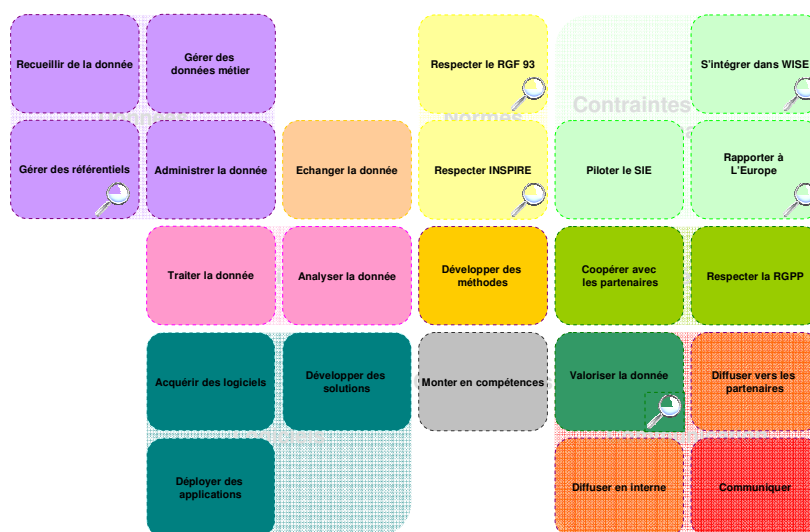 Recueillir de la donnée
Gérer des
données métier
Respecter le RGF 93
S'intégrer dans WISE
Normes
Contraintes
Gérer des référentiels
Administrer la donnée
Echanger la donnée
Respecter INSPIRE
Piloter le SIE
Rapporter à
L'Europe
Traiter la donnée
Analyser la donnée
Développer des
méthodes
Coopérer avec
les partenaires
Respecter la RGPP
Acquérir des logiciels
Développer des
solutions
Monter en compétences
Valoriser la donnée
Diffuser vers les
partenaires
Déployer des
applications
Diffuser en interne
Communiquer